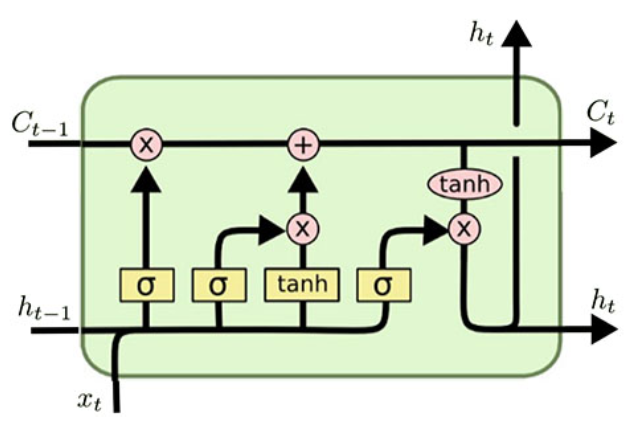 h_t
C_{t-1} x + C_t
tanh
x x
σ σ tanh σ
h_{t-1} h_t
x_t